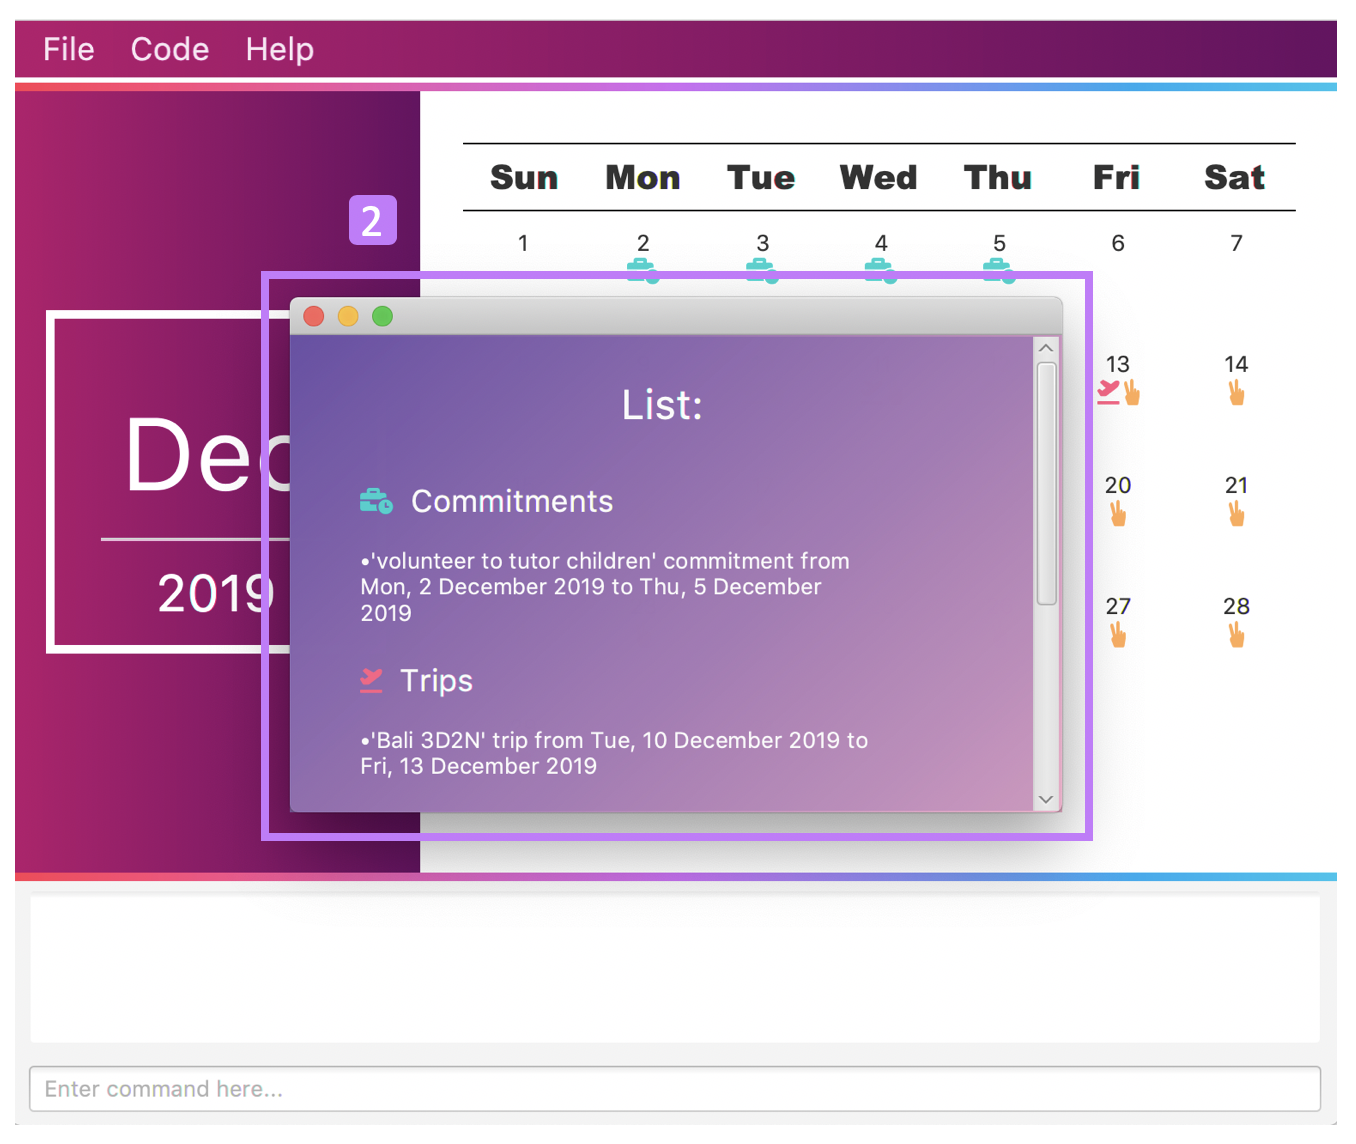 File Code Help
2
Sun Mon Tue Wed Thu Fri Sat
1 2 3 4 5 6 7
13 14
20 21
27 28
Dec
2019
List:
Commitments
•'volunteer to tutor children' commitment from
Mon, 2 December 2019 to Thu, 5 December
2019
Trips
•'Bali 3D2N' trip from Tue, 10 December 2019 to
Fri, 13 December 2019
Enter command here...